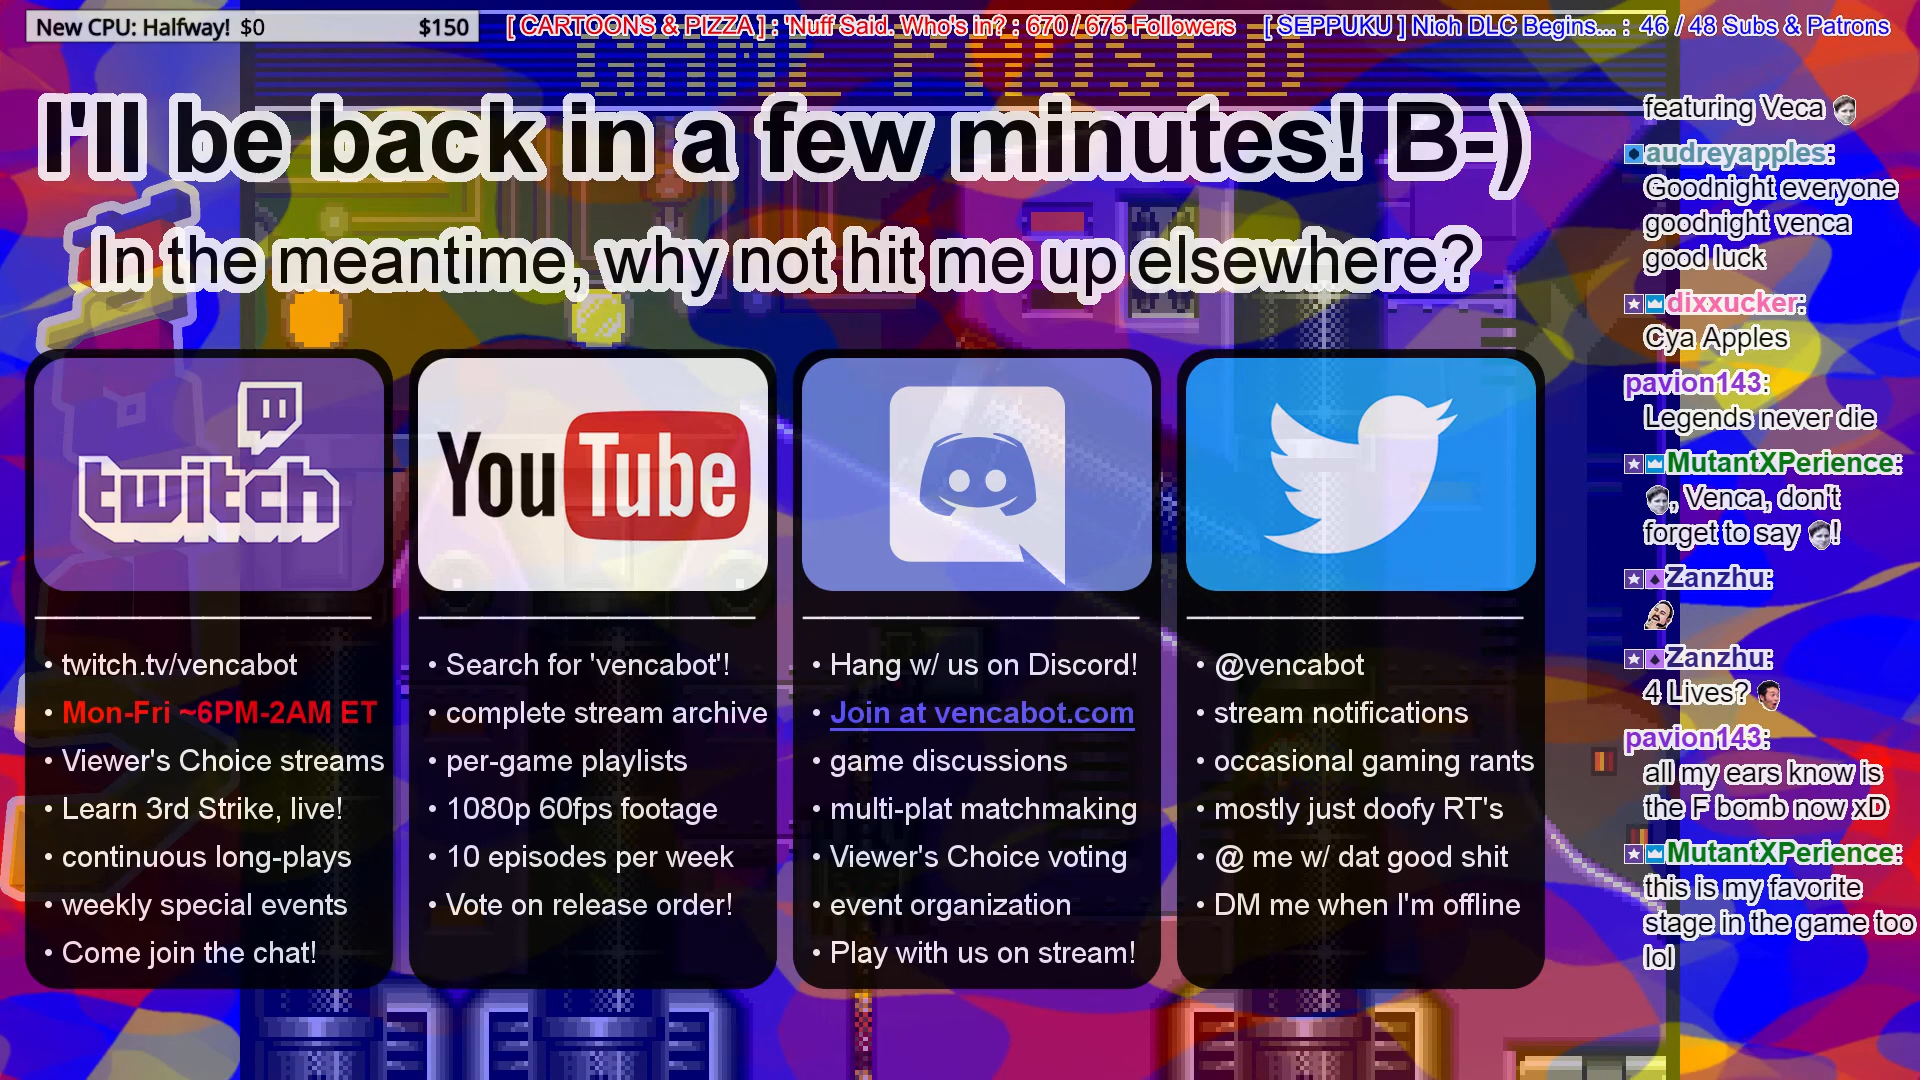 New CPU: Halfway! $0 $150
[ CARTOONS & PIZZA ] : 'Nuff Said. Who's in? : 670 / 675 Followers
[ SEPPUKU ] Nioh DLC Begins... : 46 / 48 Subs & Patrons
GAME PAUSED
I'll be back in a few minutes! B-)
In the meantime, why not hit me up elsewhere?
twitch
• twitch.tv/vencabot
• Mon-Fri ~6PM-2AM ET
• Viewer's Choice streams
• Learn 3rd Strike, live!
• continuous long-plays
• weekly special events
• Come join the chat!
YouTube
• Search for 'vencabot'!
• complete stream archive
• per-game playlists
• 1080p 60fps footage
• 10 episodes per week
• Vote on release order!
• Hang w/ us on Discord!
• Join at vencabot.com
• game discussions
• multi-plat matchmaking
• Viewer's Choice voting
• event organization
• Play with us on stream!
• @vencabot
• stream notifications
• occasional gaming rants
• mostly just doofy RT's
• @ me w/ dat good shit
• DM me when I'm offline
featuring Veca
audreyapples:
Goodnight everyone
goodnight venca
good luck
dixxucker:
Cya Apples
pavion143:
Legends never die
MutantXPerience:
, Venca, don't
forget to say !
Zanzhu:
Zanzhu:
4 Lives?
pavion143:
all my ears know is
the F bomb now xD
MutantXPerience:
this is my favorite
stage in the game too
lol